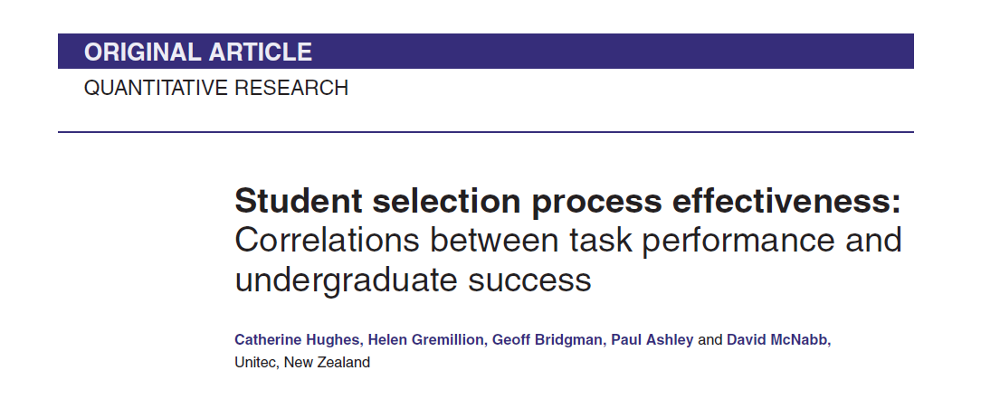 ORIGINAL ARTICLE
QUANTITATIVE RESEARCH
Student selection process effectiveness:
Correlations between task performance and
undergraduate success
Catherine Hughes, Helen Gremillion, Geoff Bridgman, Paul Ashley and David McNabb,
Unitec, New Zealand